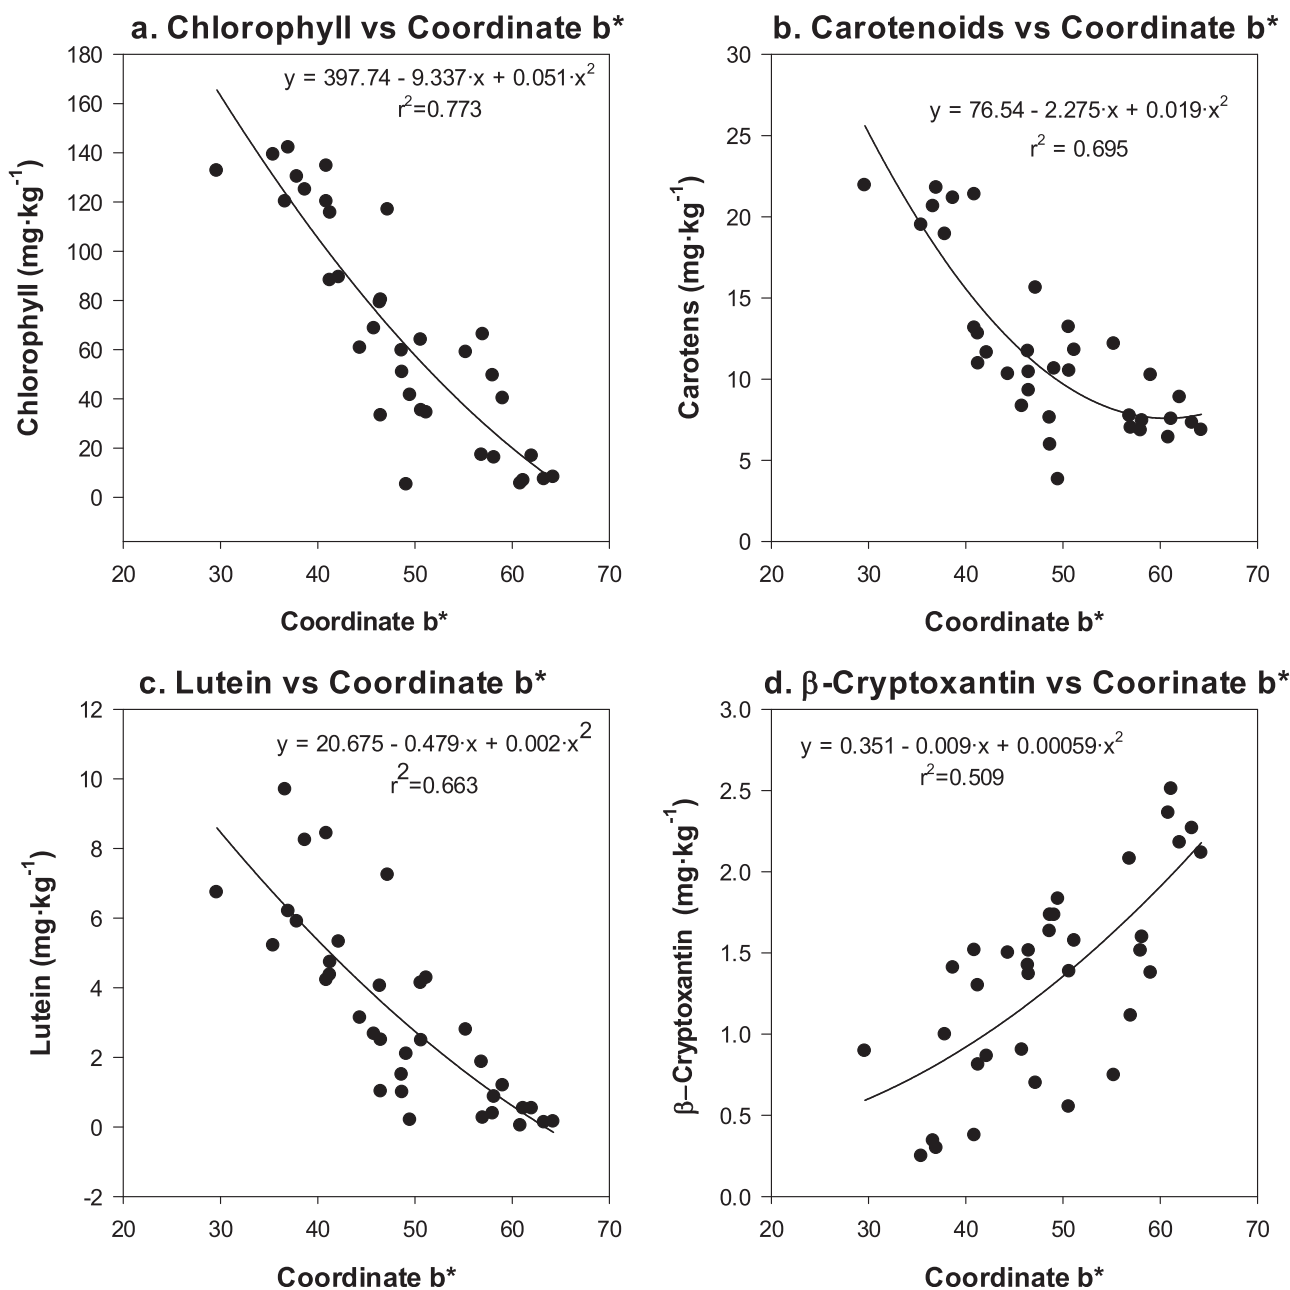 a. Chlorophyll vs Coordinate b*
y = 397.74 - 9.337·x + 0.051·x²
r²=0.773
Chlorophyll (mg·kg⁻¹)
180
160
140
120
100
80
60
40
20
0
20 30 40 50 60 70
Coordinate b*
b. Carotenoids vs Coordinate b*
y = 76.54 - 2.275·x + 0.019·x²
r² = 0.695
Carotens (mg·kg⁻¹)
30
25
20
15
10
5
0
20 30 40 50 60 70
Coordinate b*
c. Lutein vs Coordinate b*
y = 20.675 - 0.479·x + 0.002·x²
r²=0.663
Lutein (mg·kg⁻¹)
12
10
8
6
4
2
0
-2
20 30 40 50 60 70
Coordinate b*
d. β-Cryptoxantin vs Coorinate b*
y = 0.351 - 0.009·x + 0.00059·x²
r²=0.509
β–Cryptoxantin (mg·kg⁻¹)
3.0
2.5
2.0
1.5
1.0
0.5
0.0
20 30 40 50 60 70
Coordinate b*